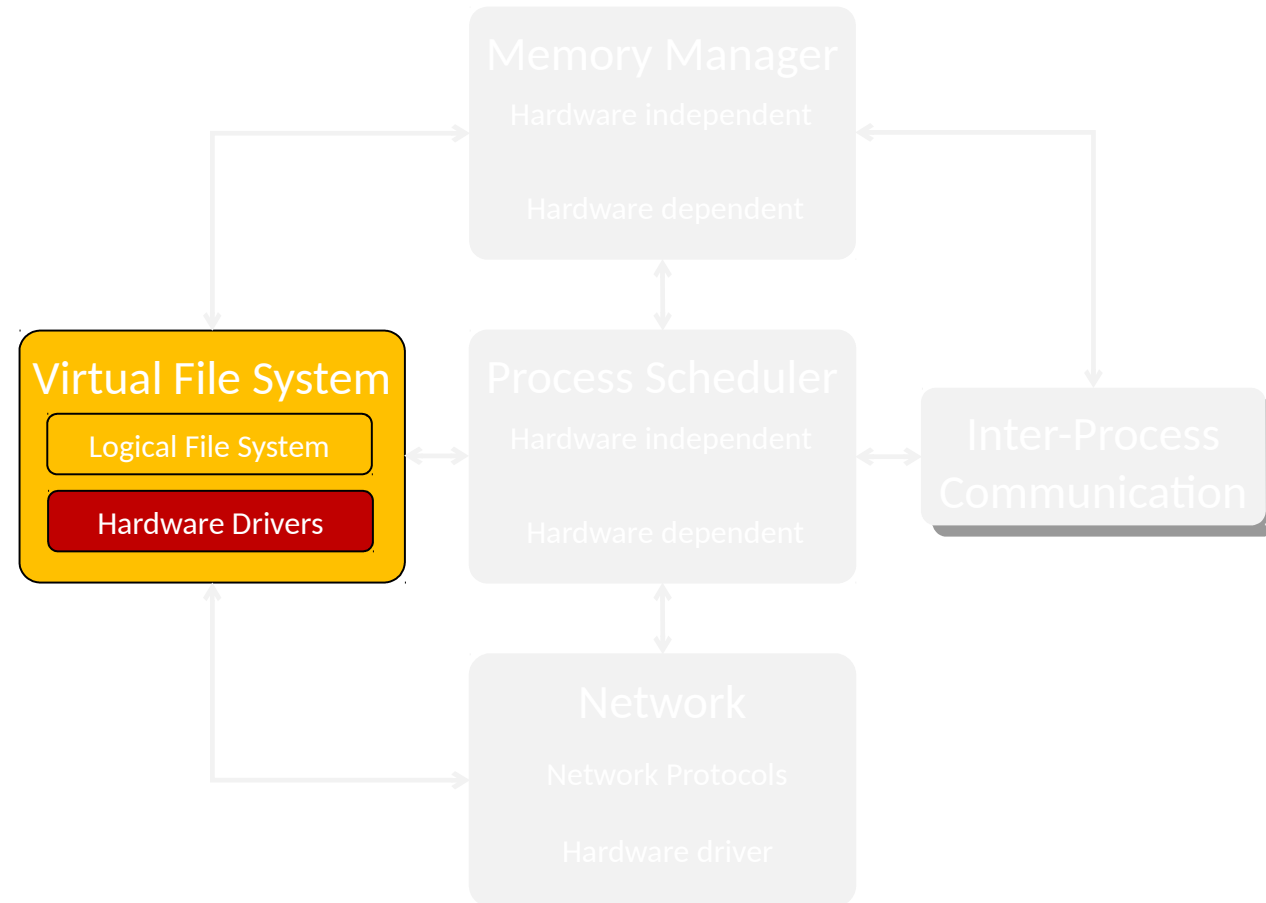 Memory Manager
Hardware independent
Hardware dependent
Virtual File System
Logical File System
Hardware Drivers
Process Scheduler
Hardware independent
Hardware dependent
Inter-Process
Communication
Network
Network Protocols
Hardware driver